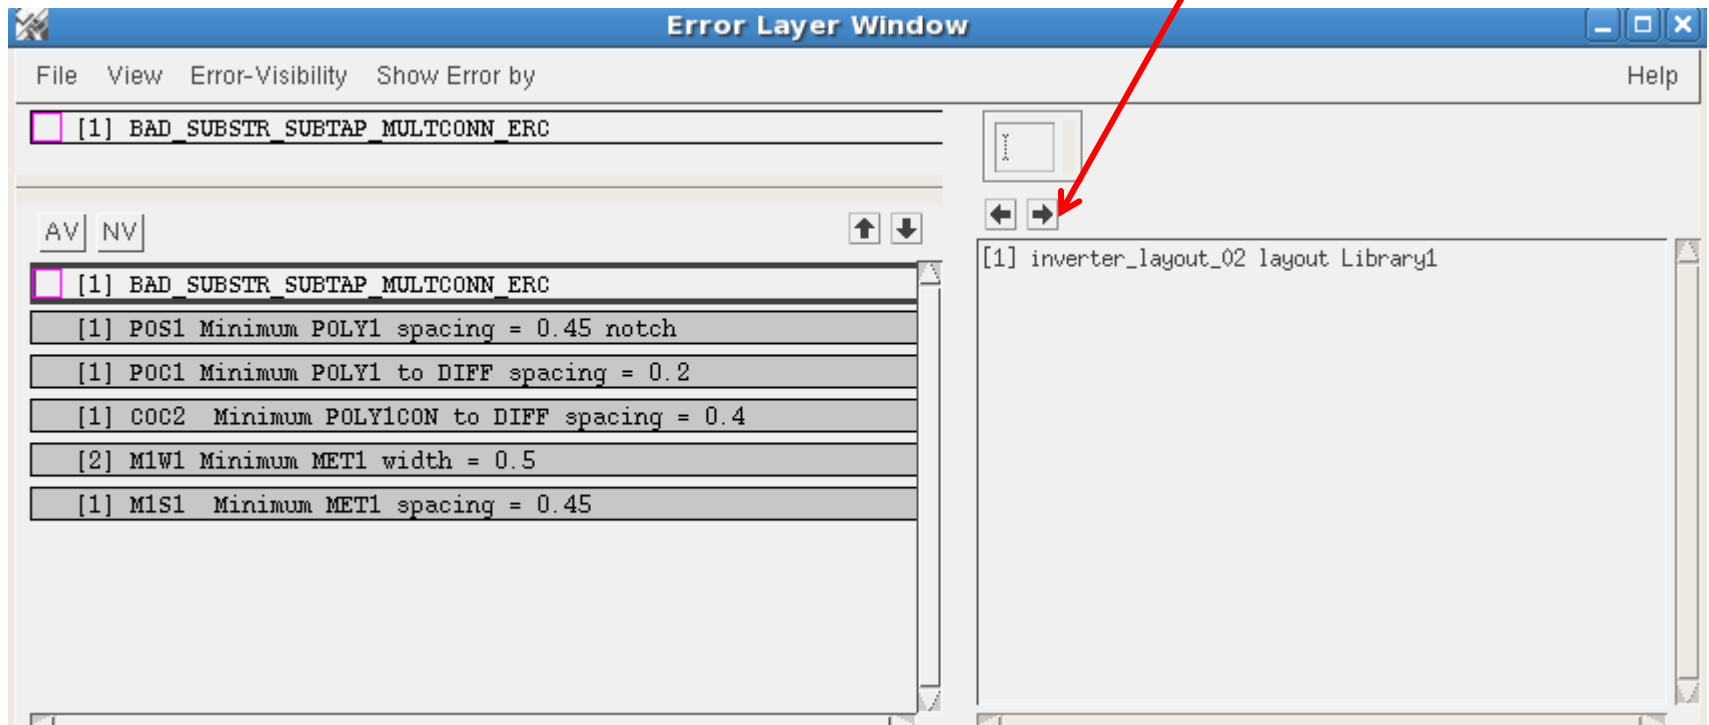 Error Layer Window
File View Error-Visibility Show Error by Help
[1] BAD_SUBSTR_SUBTAP_MULTCONN_ERC
AV NV
[1] BAD_SUBSTR_SUBTAP_MULTCONN_ERC
[1] POS1 Minimum POLY1 spacing = 0.45 notch
[1] POC1 Minimum POLY1 to DIFF spacing = 0.2
[1] COC2 Minimum POLY1CON to DIFF spacing = 0.4
[2] M1W1 Minimum MET1 width = 0.5
[1] M1S1 Minimum MET1 spacing = 0.45
[1] inverter_layout_02 layout Library1